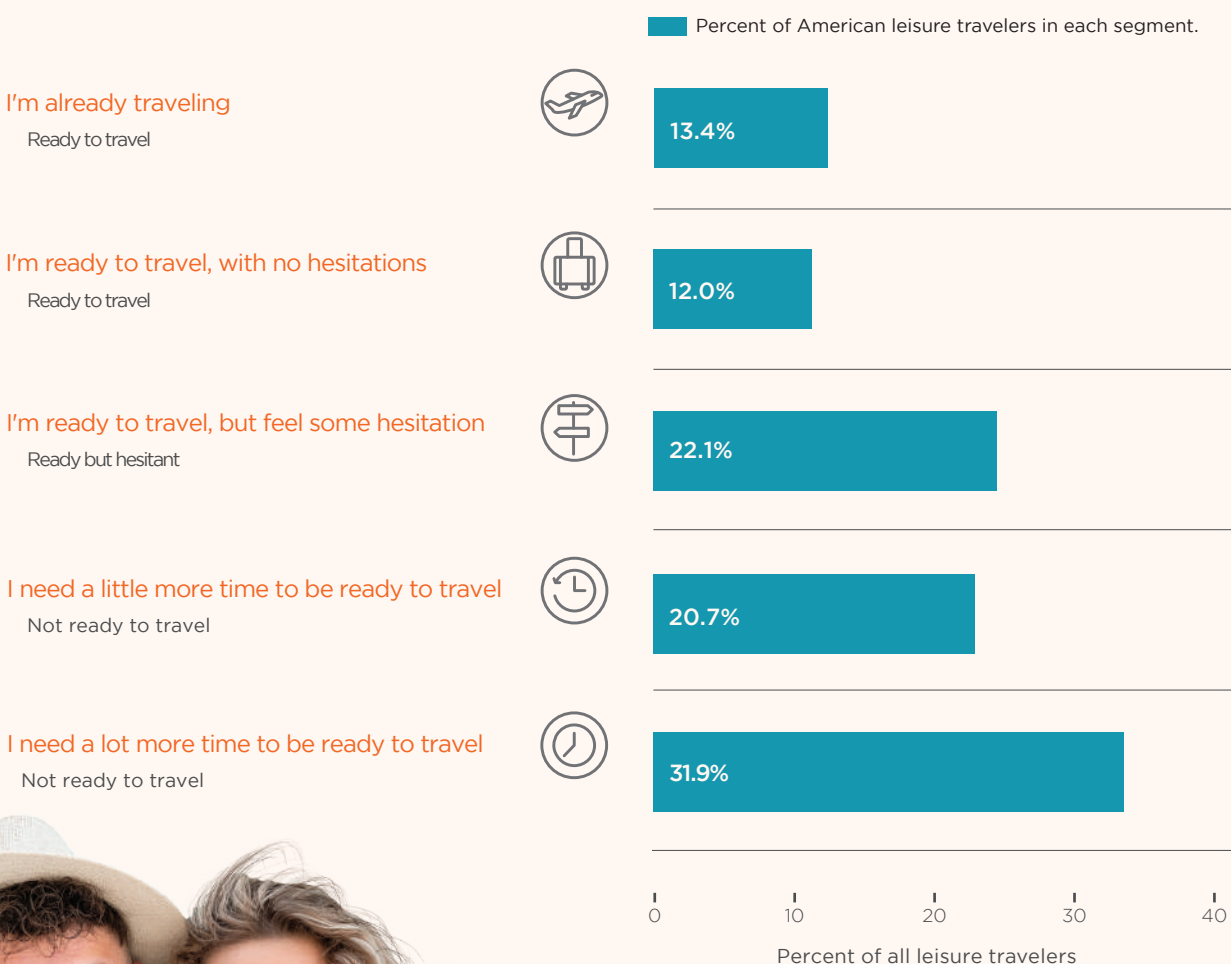 Percent of American leisure travelers in each segment.
I'm already traveling
Ready to travel
13.4%
I'm ready to travel, with no hesitations
Ready to travel
12.0%
I'm ready to travel, but feel some hesitation
Ready but hesitant
22.1%
I need a little more time to be ready to travel
Not ready to travel
20.7%
I need a lot more time to be ready to travel
Not ready to travel
31.9%
0 10 20 30 40
Percent of all leisure travelers